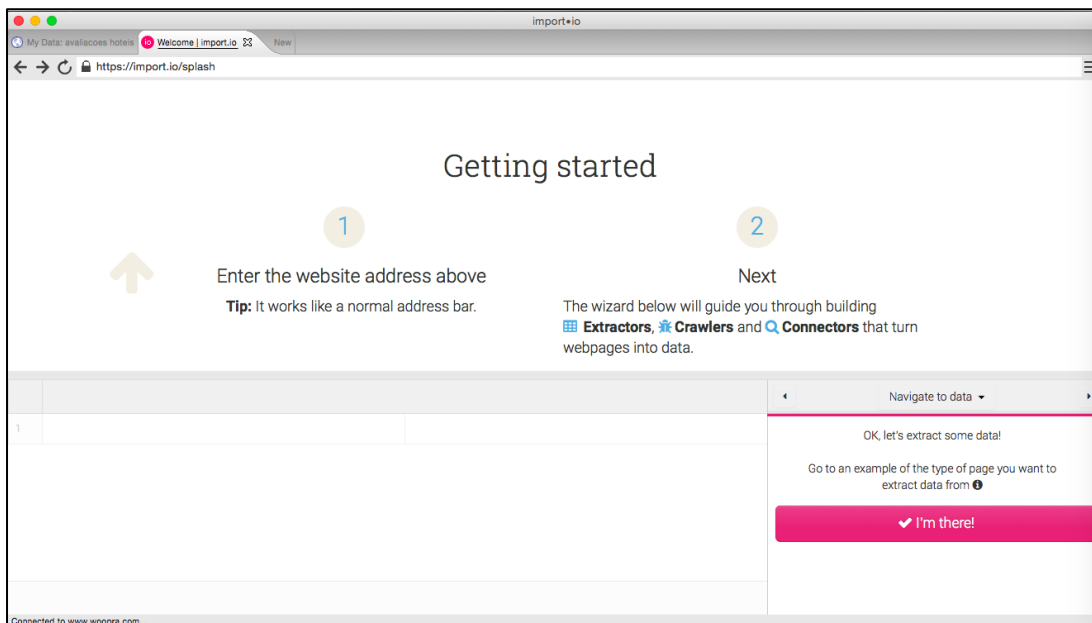 import•io
My Data: avaliacoes hoteis
io Welcome | import.io
New
https://import.io/splash
Getting started
1
Enter the website address above
Tip: It works like a normal address bar.
2
Next
The wizard below will guide you through building
Extractors, Crawlers and Connectors that turn
webpages into data.
Navigate to data
1
OK, let's extract some data!
Go to an example of the type of page you want to
extract data from
I'm there!
Connected to www.woopra.com